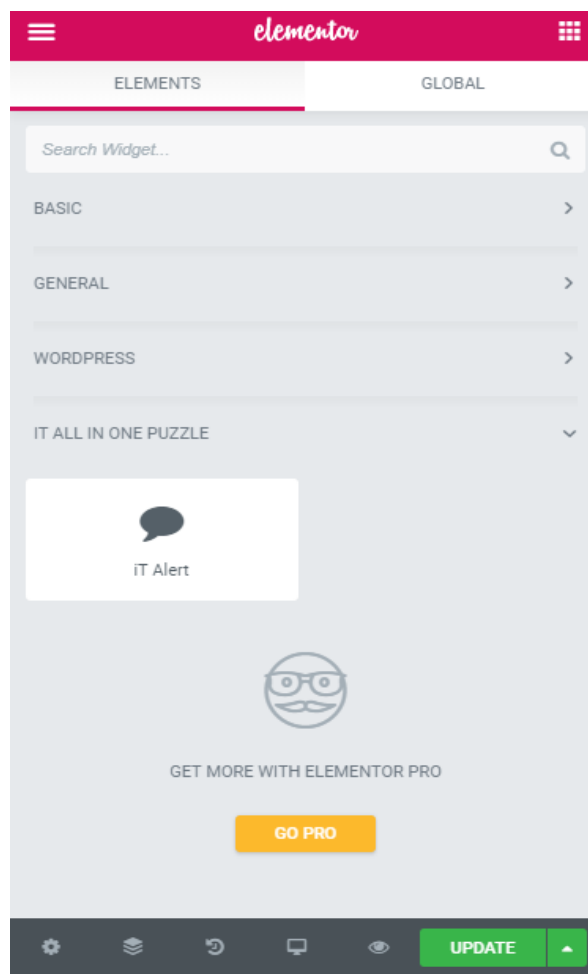 elementor
ELEMENTS GLOBAL
Search Widget...
BASIC
GENERAL
WORDPRESS
IT ALL IN ONE PUZZLE
iT Alert
GET MORE WITH ELEMENTOR PRO
GO PRO
UPDATE